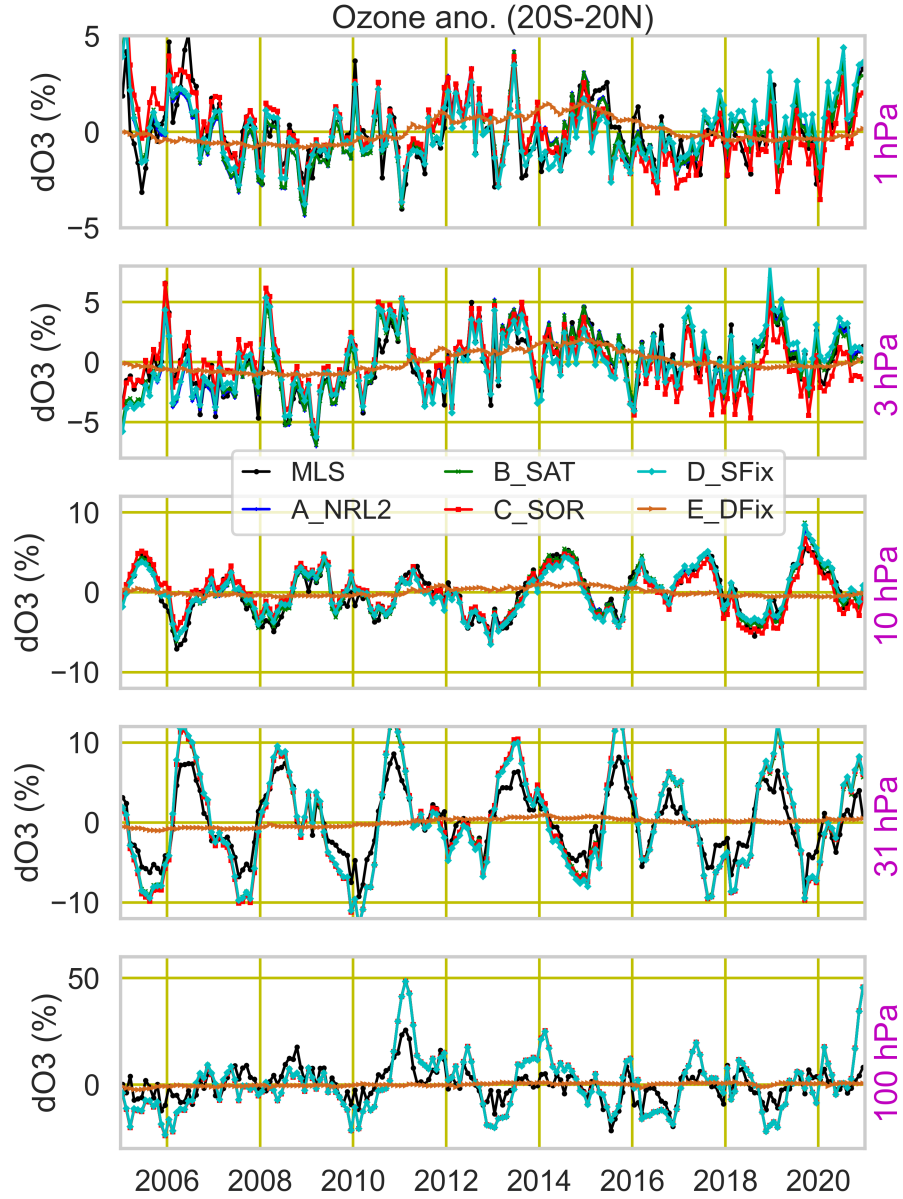 Ozone ano. (20S-20N)
5
0
−5
dO3 (%)
1 hPa
5
0
−5
dO3 (%)
3 hPa
MLS B_SAT D_SFix
A_NRL2 C_SOR E_DFix
10
0
−10
dO3 (%)
10 hPa
10
0
−10
dO3 (%)
31 hPa
50
0
dO3 (%)
100 hPa
2006 2008 2010 2012 2014 2016 2018 2020